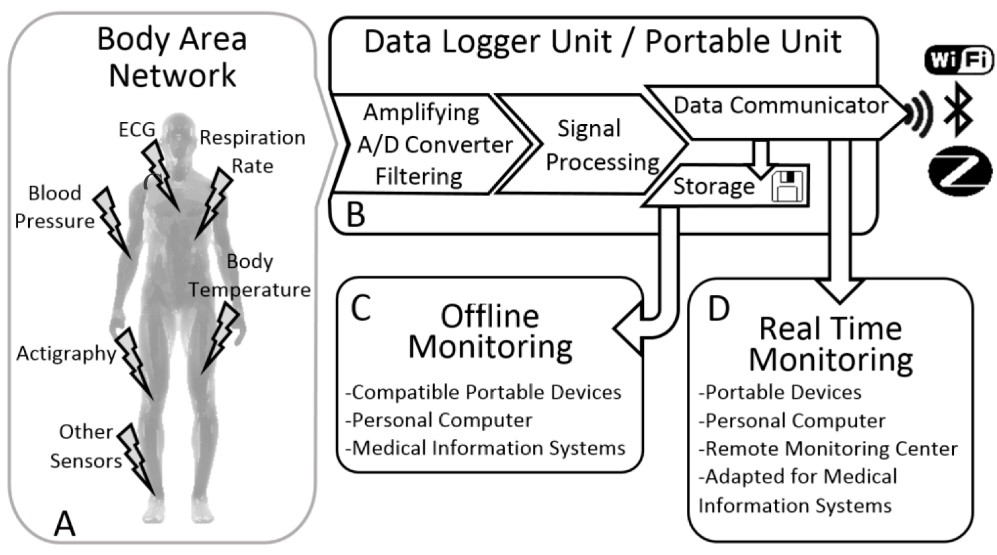 Body Area
Network
ECG
Respiration
Rate
Blood
Pressure
Body
Temperature
Actigraphy
Other
Sensors
A
Data Logger Unit / Portable Unit
Amplifying
A/D Converter
Filtering
Signal
Processing
Data Communicator
Storage
B
Wi Fi
C
Offline
Monitoring
-Compatible Portable Devices
-Personal Computer
-Medical Information Systems
D
Real Time
Monitoring
-Portable Devices
-Personal Computer
-Remote Monitoring Center
-Adapted for Medical
Information Systems